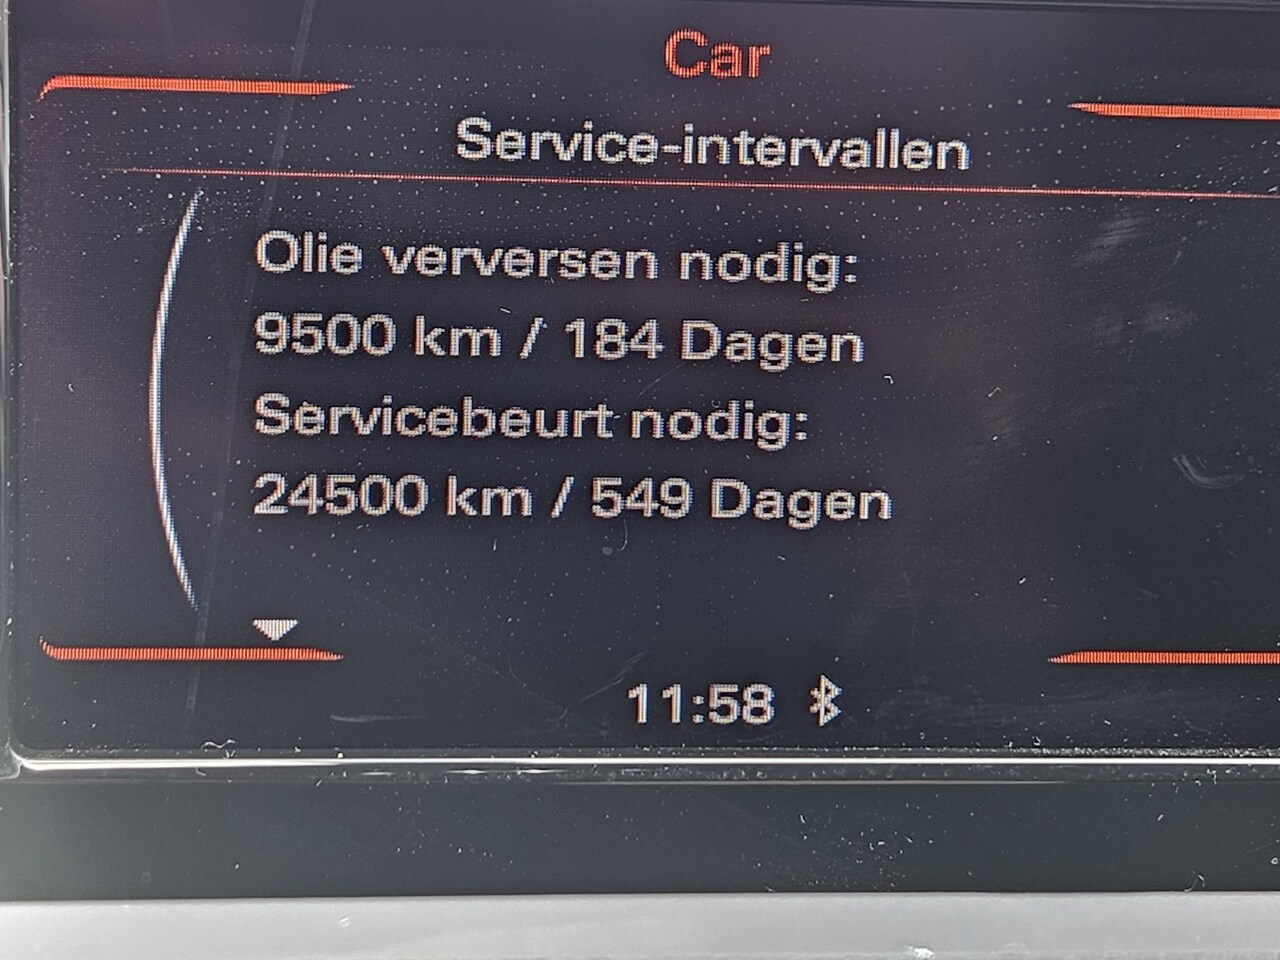 Car
Service-intervallen
Olie verversen nodig:
9500 km / 184 Dagen
Servicebeurt nodig:
24500 km / 549 Dagen
11:58